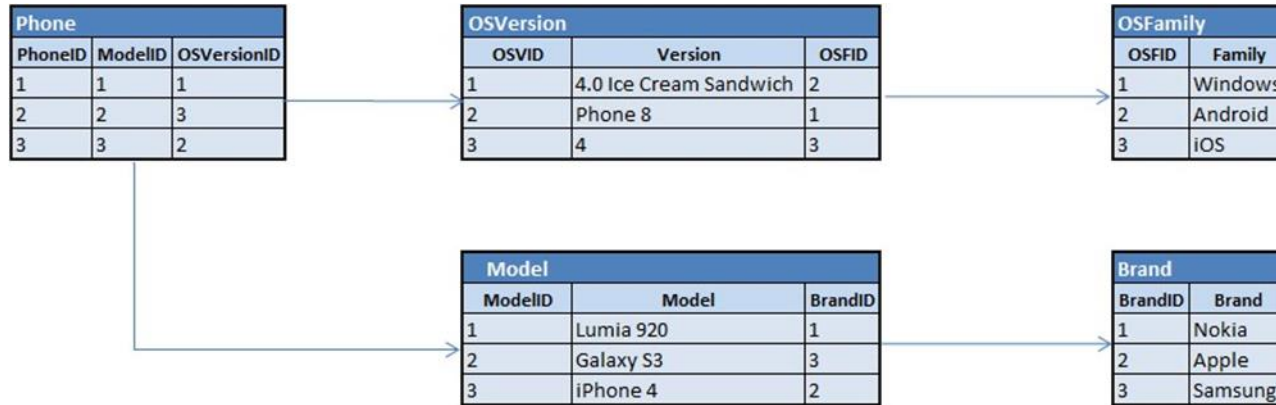 Phone
PhoneID ModelID OSVersionID
1 1 1
2 2 3
3 3 2
OSVersion
OSVID Version OSFID
1 4.0 Ice Cream Sandwich 2
2 Phone 8 1
3 4 3
OSFamily
OSFID Family
1 Windows
2 Android
3 iOS
Model
ModelID Model BrandID
1 Lumia 920 1
2 Galaxy S3 3
3 iPhone 4 2
Brand
BrandID Brand
1 Nokia
2 Apple
3 Samsung